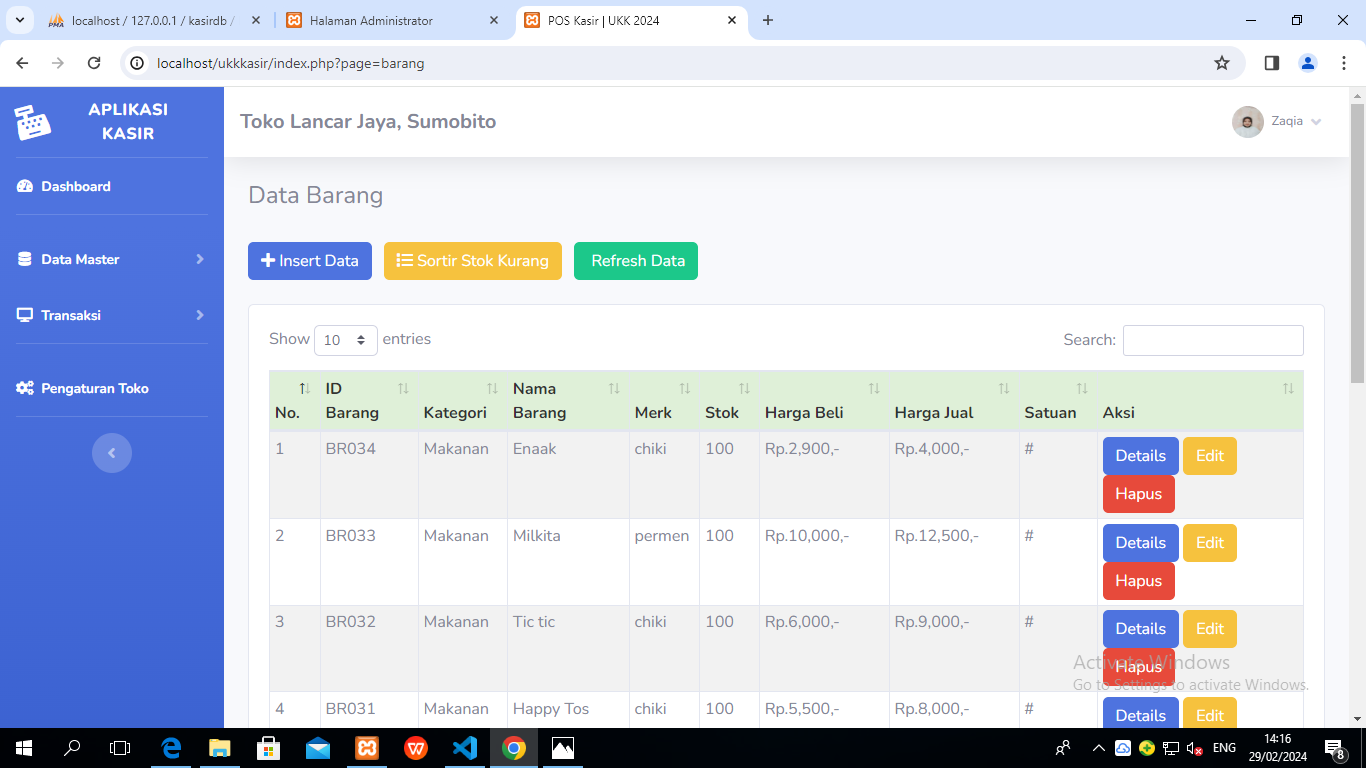 localhost / 127.0.0.1 / kasirdb /
Halaman Administrator
POS Kasir | UKK 2024
localhost/ukkkasir/index.php?page=barang
APLIKASI
KASIR
Toko Lancar Jaya, Sumobito
Zaqia
Dashboard
Data Master
Transaksi
Pengaturan Toko
Data Barang
Insert Data
Sortir Stok Kurang
Refresh Data
Show 10 entries
Search:
No. ID Barang Kategori Nama Barang Merk Stok Harga Beli Harga Jual Satuan Aksi
1 BR034 Makanan Enaak chiki 100 Rp.2,900,- Rp.4,000,- # Details Edit
Hapus
2 BR033 Makanan Milkita permen 100 Rp.10,000,- Rp.12,500,- # Details Edit
Hapus
3 BR032 Makanan Tic tic chiki 100 Rp.6,000,- Rp.9,000,- # Details Edit
Hapus
4 BR031 Makanan Happy Tos chiki 100 Rp.5,500,- Rp.8,000,- # Details Edit
Activate Windows
Go to Settings to activate Windows.
ENG
14:16
29/02/2024
8